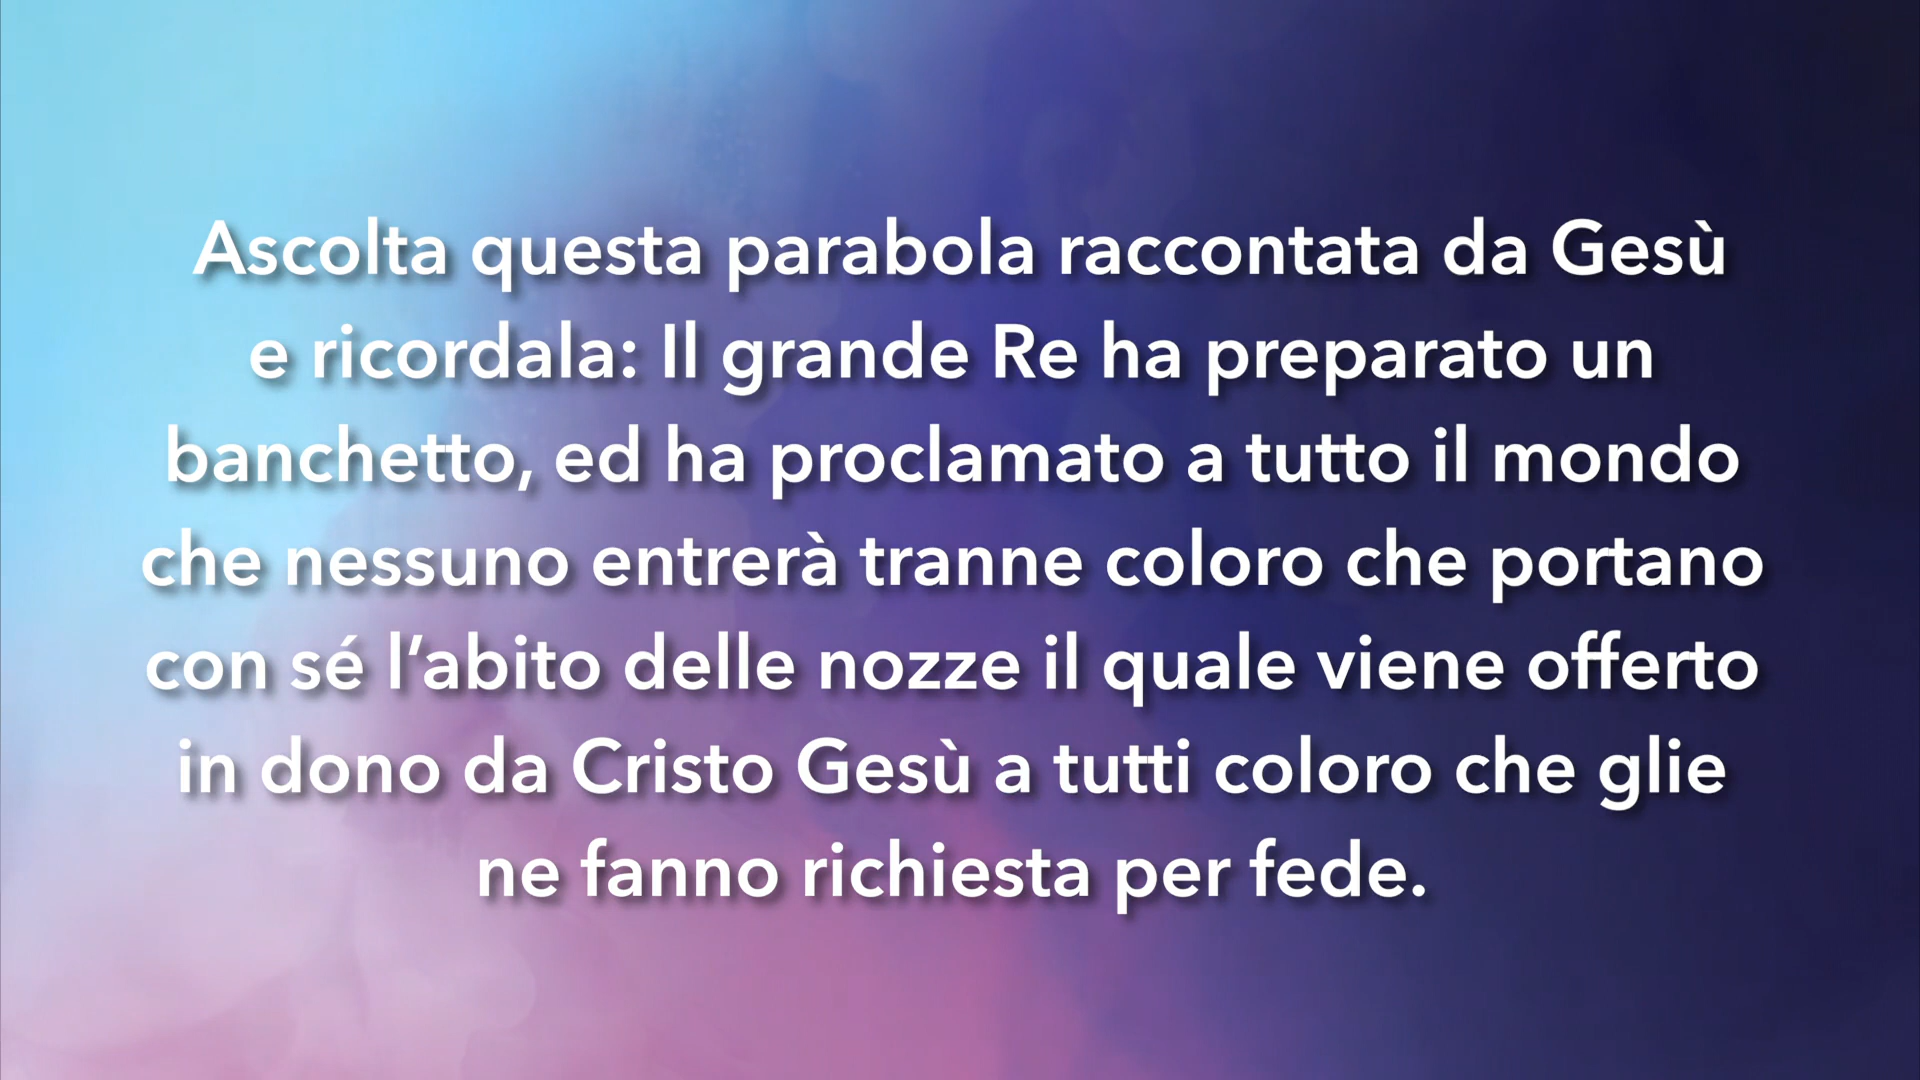 Ascolta questa parabola raccontata da Gesù
e ricordala: Il grande Re ha preparato un
banchetto, ed ha proclamato a tutto il mondo
che nessuno entrerà tranne coloro che portano
con sé l’abito delle nozze il quale viene offerto
in dono da Cristo Gesù a tutti coloro che glie
ne fanno richiesta per fede.